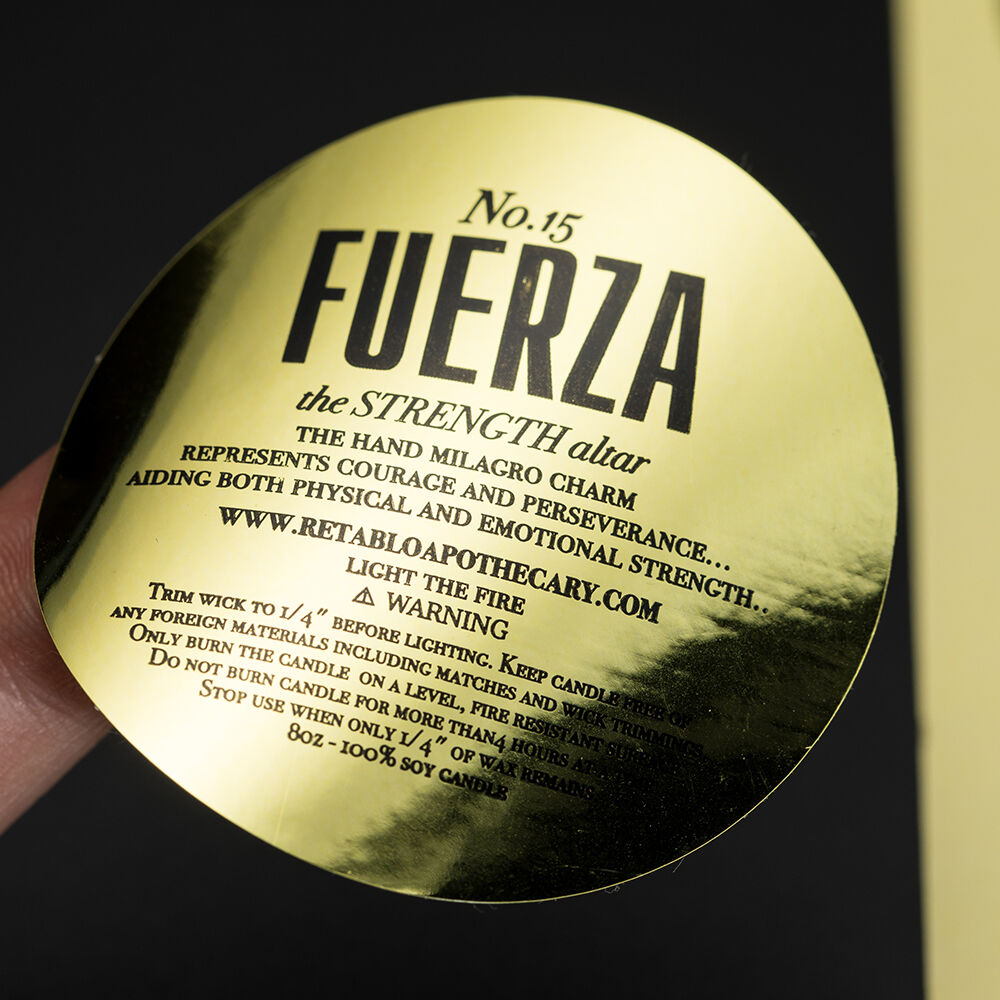 No.15
FUERZA
the STRENGTH altar
THE HAND MILAGRO CHARM
REPRESENTS COURAGE AND PERSEVERANCE...
AIDING BOTH PHYSICAL AND EMOTIONAL STRENGTH..
WWW.RETABLOAPOTHECARY.COM
LIGHT THE FIRE
⚠ WARNING
TRIM WICK TO 1/4" BEFORE LIGHTING. KEEP CANDLE FREE OF
ANY FOREIGN MATERIALS INCLUDING MATCHES AND WICK TRIMMINGS.
ONLY BURN THE CANDLE ON A LEVEL, FIRE RESISTANT
DO NOT BURN CANDLE FOR MORE THAN4 HOURS AT A
STOP USE WHEN ONLY 1/4" OF WAX REMAINS
8OZ - 100% SOY CANDLE